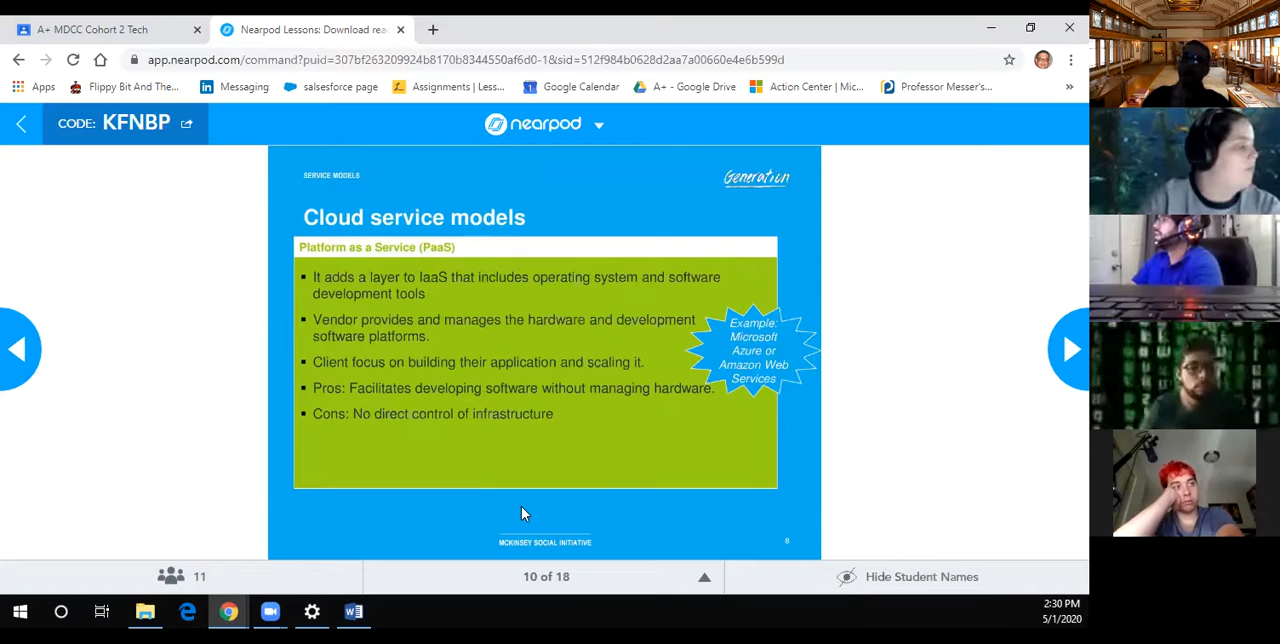 A+ MDCC Cohort 2 Tech
Nearpod Lessons: Download rea
app.nearpod.com/command?puid=307bf263209924b8170b8344550af6d0-1&sid=512f984b0628d2aa7a00660e4e6b599d
Apps
Flippy Bit And The...
Messaging
salsesforce page
Assignments | Less...
Google Calendar
A+ - Google Drive
Action Center | Mic...
Professor Messer's...
»
CODE: KFNBP
nearpod
SERVICE MODELS
Generation
Cloud service models
Platform as a Service (PaaS)
▪ It adds a layer to IaaS that includes operating system and software
development tools
▪ Vendor provides and manages the hardware and development
software platforms.
▪ Client focus on building their application and scaling it.
▪ Pros: Facilitates developing software without managing hardware.
▪ Cons: No direct control of infrastructure
Example:
Microsoft
Azure or
Amazon Web
Services
MCKINSEY SOCIAL INITIATIVE
8
11
10 of 18
Hide Student Names
2:30 PM
5/1/2020